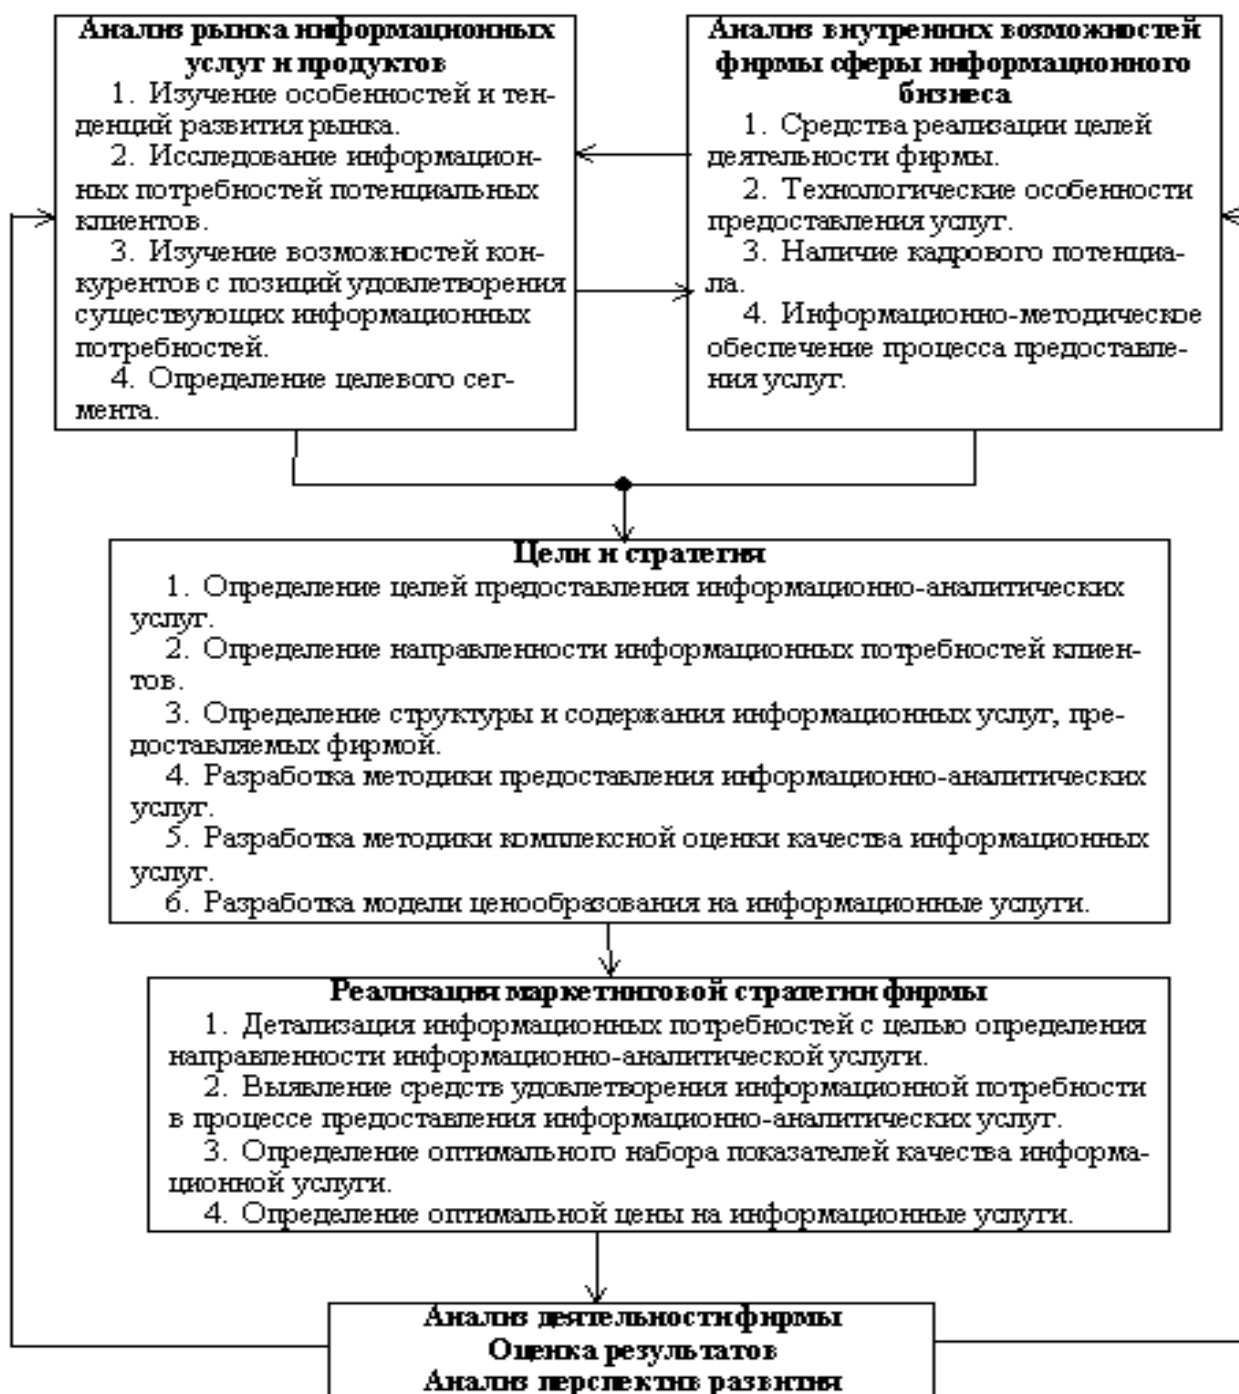 Анализ рынка информационных
услуг и продуктов
1. Изучение особенностей и тен-
денций развития рынка.
2. Исследование информацион-
ных потребностей потенциальных
клиентов.
3. Изучение возможностей кон-
курентов с позиций удовлетворения
существующих информационных
потребностей.
4. Определение целевого сег-
мента.
Анализ внутренних возможностей
фирмы сферы информационного
бизнеса
1. Средства реализации целей
деятельности фирмы.
2. Технологические особенности
предоставления услуг.
3. Наличие кадрового потенциа-
ла.
4. Информационно-методическое
обеспечение процесса предоставле-
ния услуг.
Цели и стратегия
1. Определение целей предоставления информационно-аналитических
услуг.
2. Определение направленности информационных потребностей клиен-
тов.
3. Определение структуры и содержания информационных услуг, пре-
доставляемых фирмой.
4. Разработка методики предоставления информационно-аналитических
услуг.
5. Разработка методики комплексной оценки качества информационных
услуг.
6. Разработка модели ценообразования на информационные услуги.
Реализация маркетинговой стратегии фирмы
1. Детализация информационных потребностей с целью определения
направленности информационно-аналитической услуги.
2. Выявление средств удовлетворения информационной потребности
в процессе предоставления информационно-аналитических услуг.
3. Определение оптимального набора показателей качества информа-
ционной услуги.
4. Определение оптимальной цены на информационные услуги.
Анализ деятельности фирмы
Оценка результатов
Анализ перспектив развития